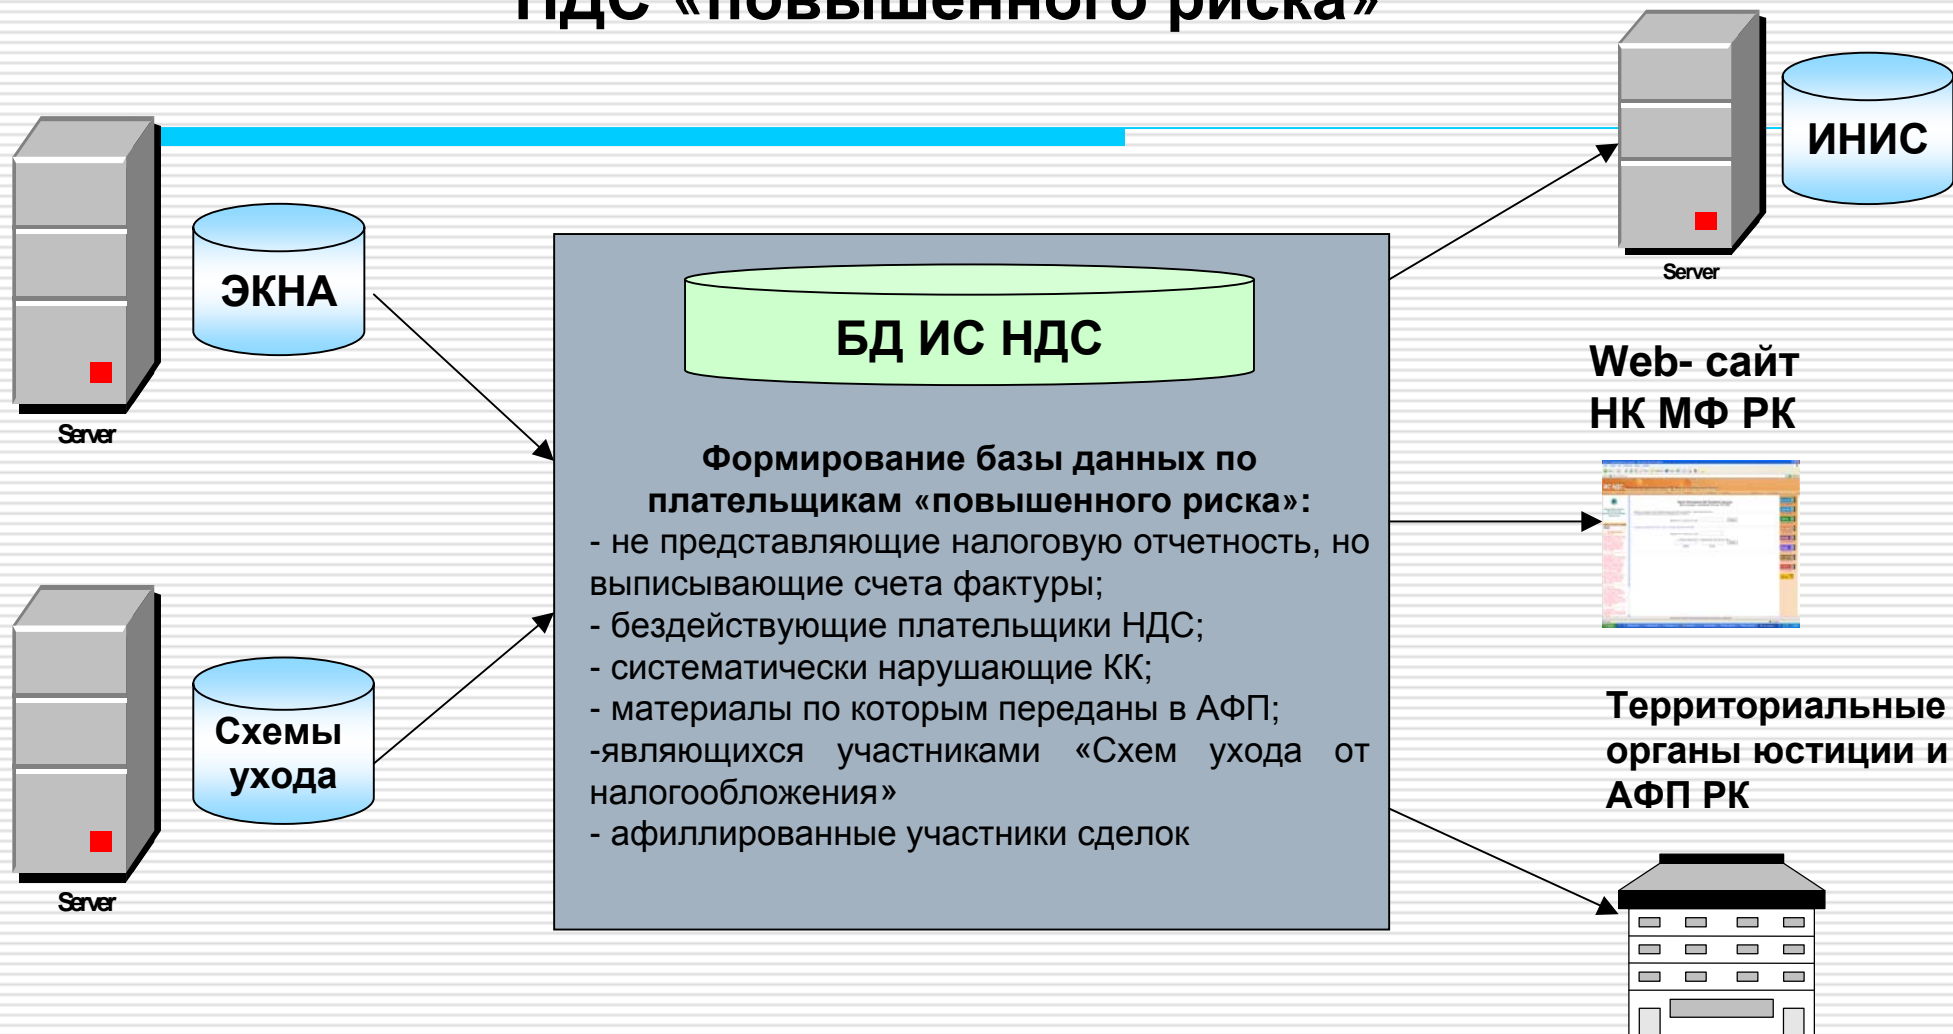 НДС «повышенного риска»
ИНИС
Server
ЭКНА
Server
БД ИС НДС
Web- сайт
НК МФ РК
Формирование базы данных по
плательщикам «повышенного риска»:
- не представляющие налоговую отчетность, но
выписывающие счета фактуры;
- бездействующие плательщики НДС;
- систематически нарушающие КК;
- материалы по которым переданы в АФП;
-являющихся участниками «Схем ухода от
налогообложения»
- афиллированные участники сделок
Схемы
ухода
Server
Территориальные
органы юстиции и
АФП РК